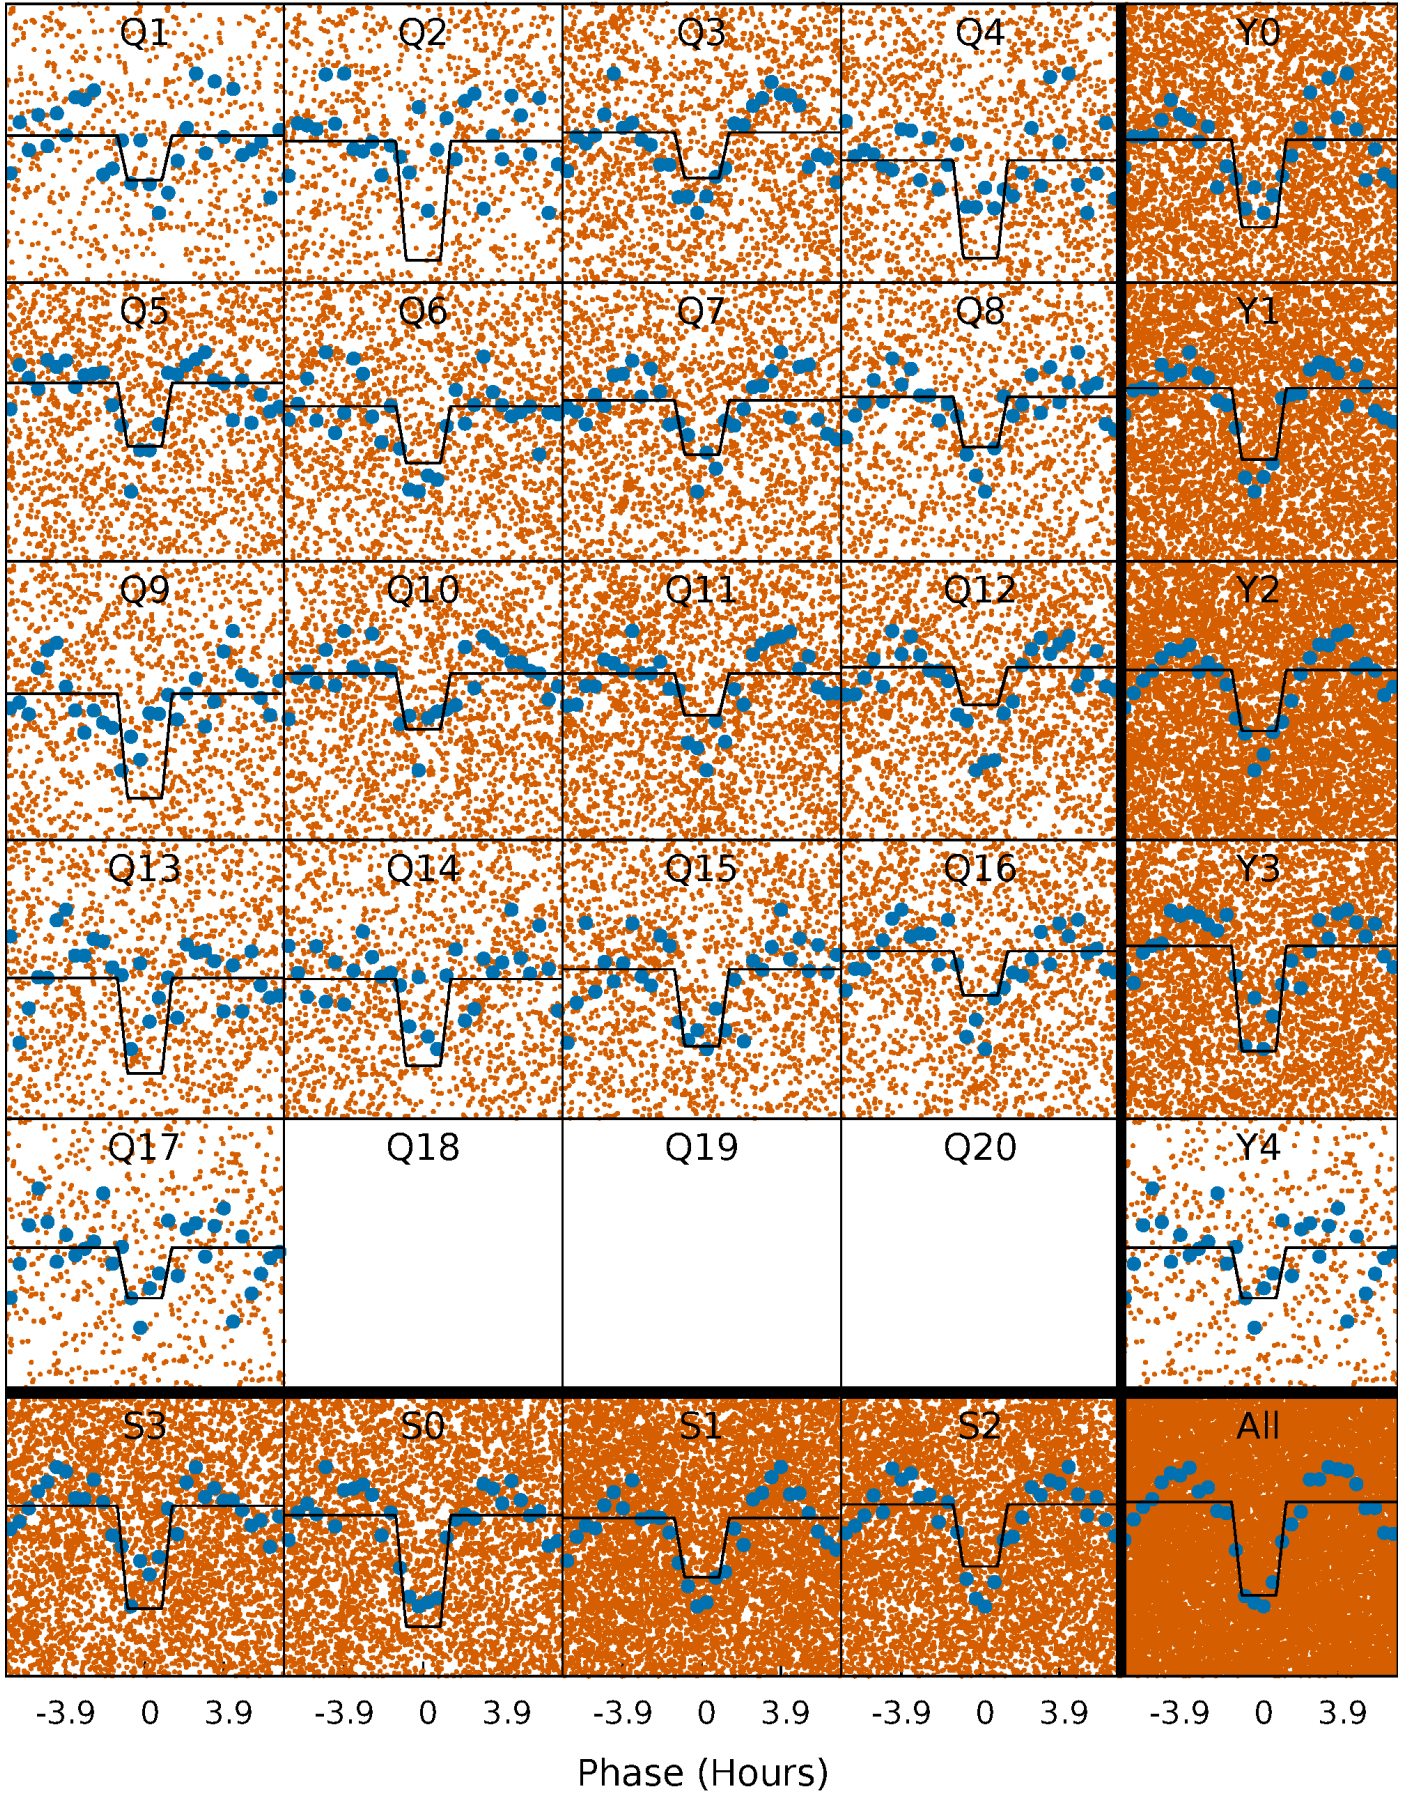 Q1 Q2 Q3 Q4 Y0
Q5 Q6 Q7 Q8 Y1
Q9 Q10 Q11 Q12 Y2
Q13 Q14 Q15 Q16 Y3
Q17 Q18 Q19 Q20 Y4
S3 S0 S1 S2 All
-3.9 0 3.9 -3.9 0 3.9 -3.9 0 3.9 -3.9 0 3.9 -3.9 0 3.9
Phase (Hours)